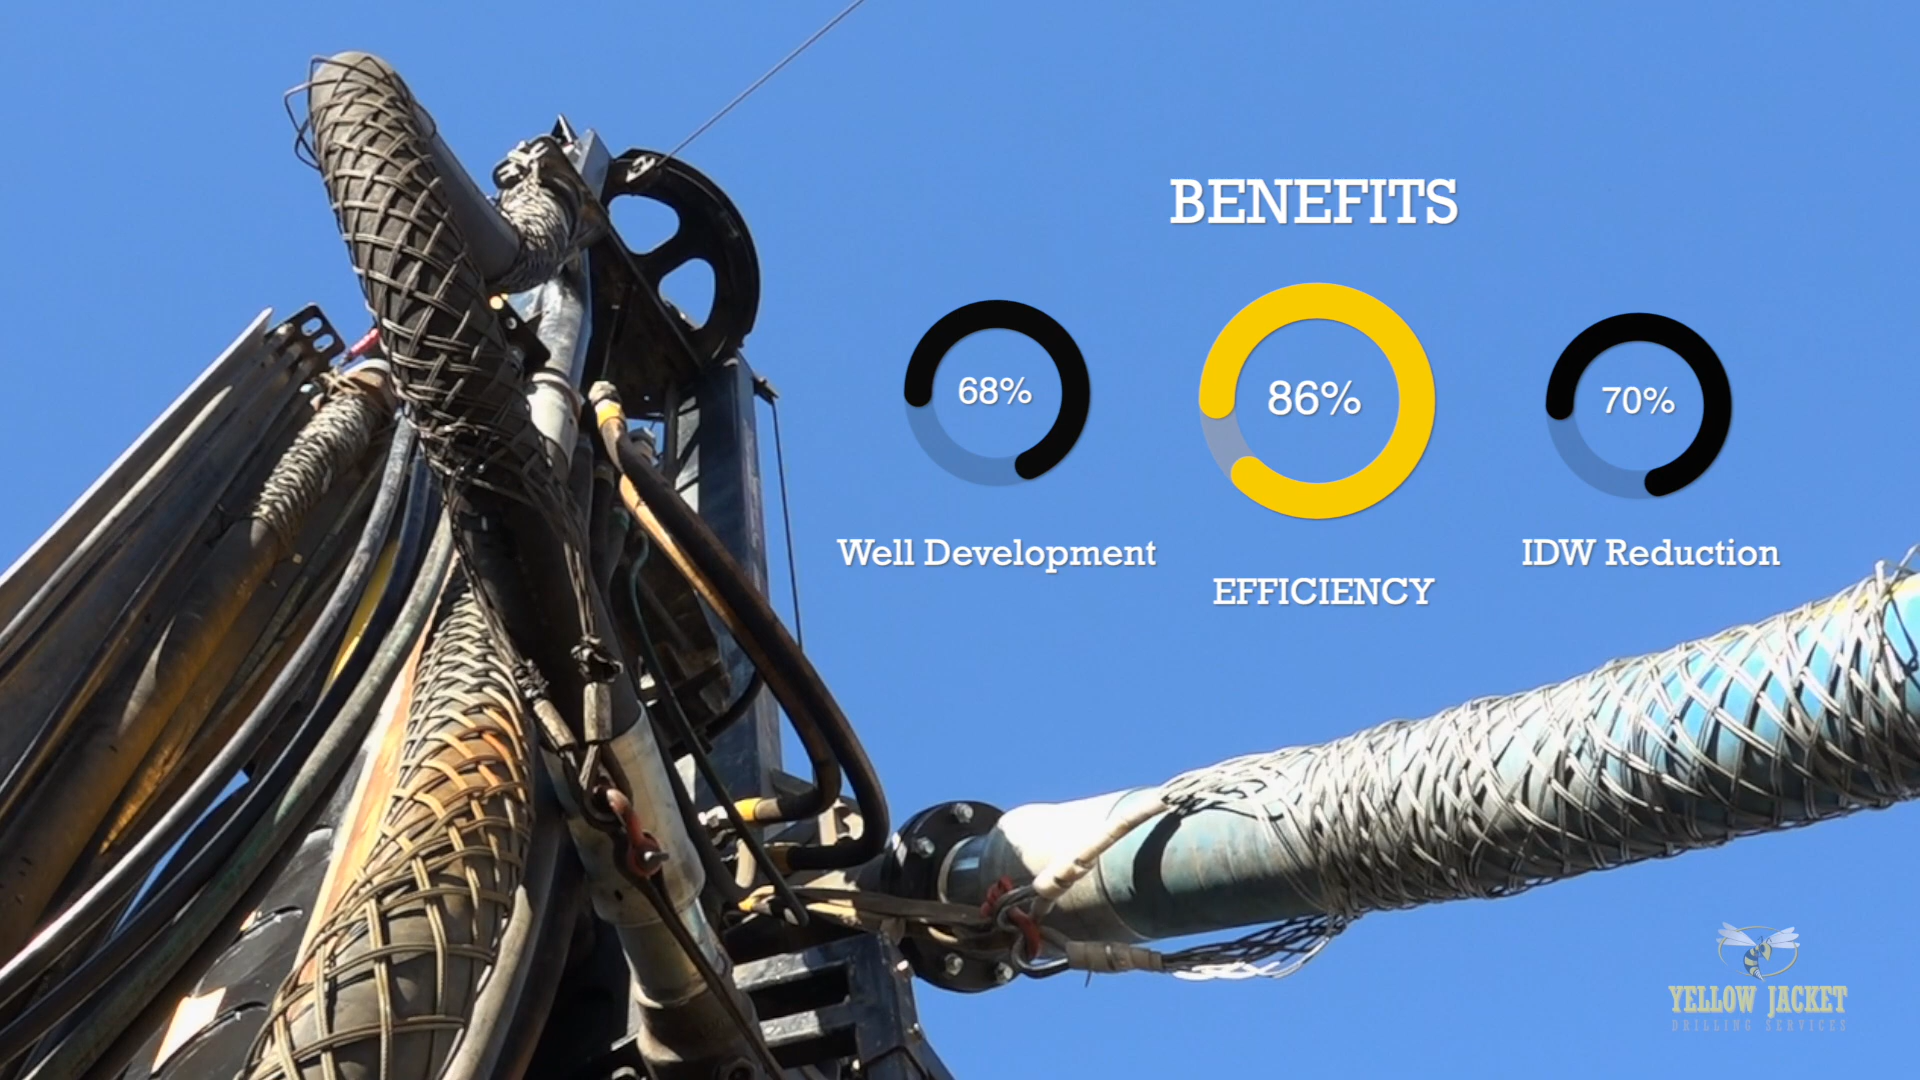 BENEFITS
68%
86%
70%
Well Development
EFFICIENCY
IDW Reduction
YELLOW JACKET
DRILLING SERVICES